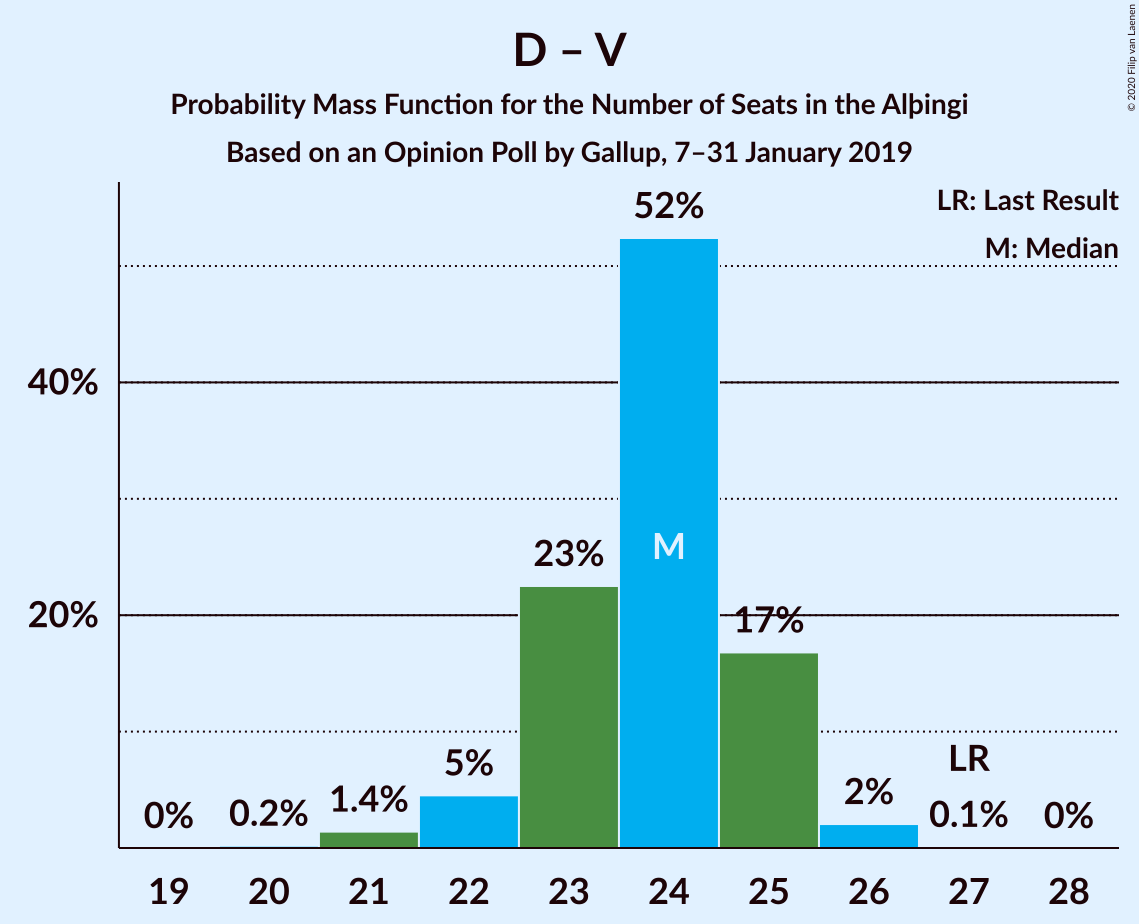 D – V
Probability Mass Function for the Number of Seats in the Alþingi
Based on an Opinion Poll by Gallup, 7–31 January 2019
© 2020 Filip van Laenen
LR: Last Result
M: Median
52%
40%
23%
M
20%
17%
5%
LR
0%
0.2%
1.4%
2%
0.1%
0%
19
20
21
22
23
24
25
26
27
28